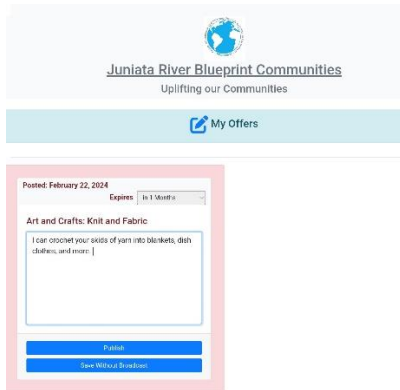 Juniata River Blueprint Communities
Uplifting our Communities
My Offers
Posted: February 22, 2024
Expires In 1 Months
Art and Crafts: Knit and Fabric
I can crochet your skids of yarn into blankets, dish
clothes, and more.
Publish
Save Without Broadcast